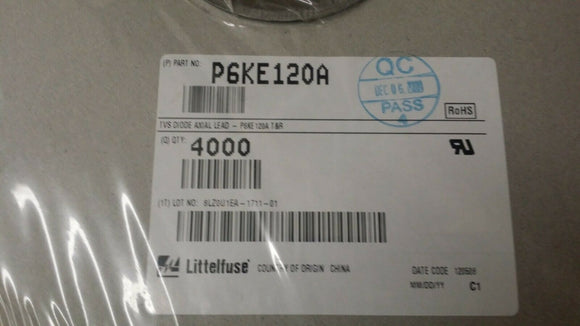 (P) PART NO: P6KE120A
QC
PASS
RoHS
TVS DIODE AXIAL LEAD - P6KE120A T&R
(Q) QTY: 4000
(1T) LOT NO:
Littelfuse COUNTRY OF ORIGIN CHINA
DATE CODE
MM/DD/YY C1